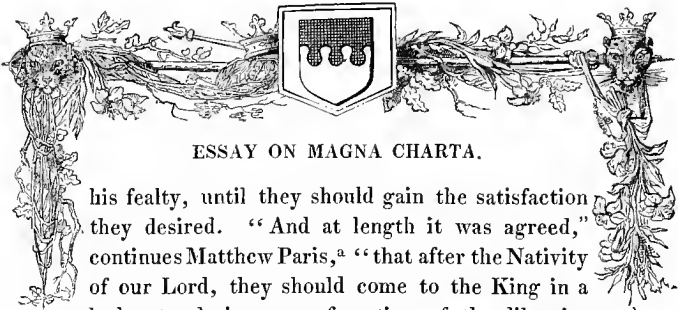 ESSAY ON MAGNA CHARTA.
his fealty, until they should gain the satisfaction
they desired. “And at length it was agreed,”
continues Matthew Paris,ᵃ “that after the Nativity
of our Lord, they should come to the King in a